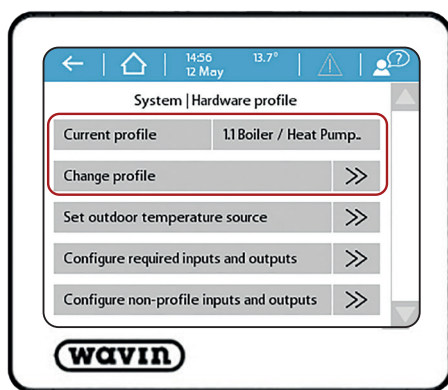 14:56 13.7°
12 May
System | Hardware profile
Current profile 1.1 Boiler / Heat Pump..
Change profile
Set outdoor temperature source
Configure required inputs and outputs
Configure non-profile inputs and outputs
wavin